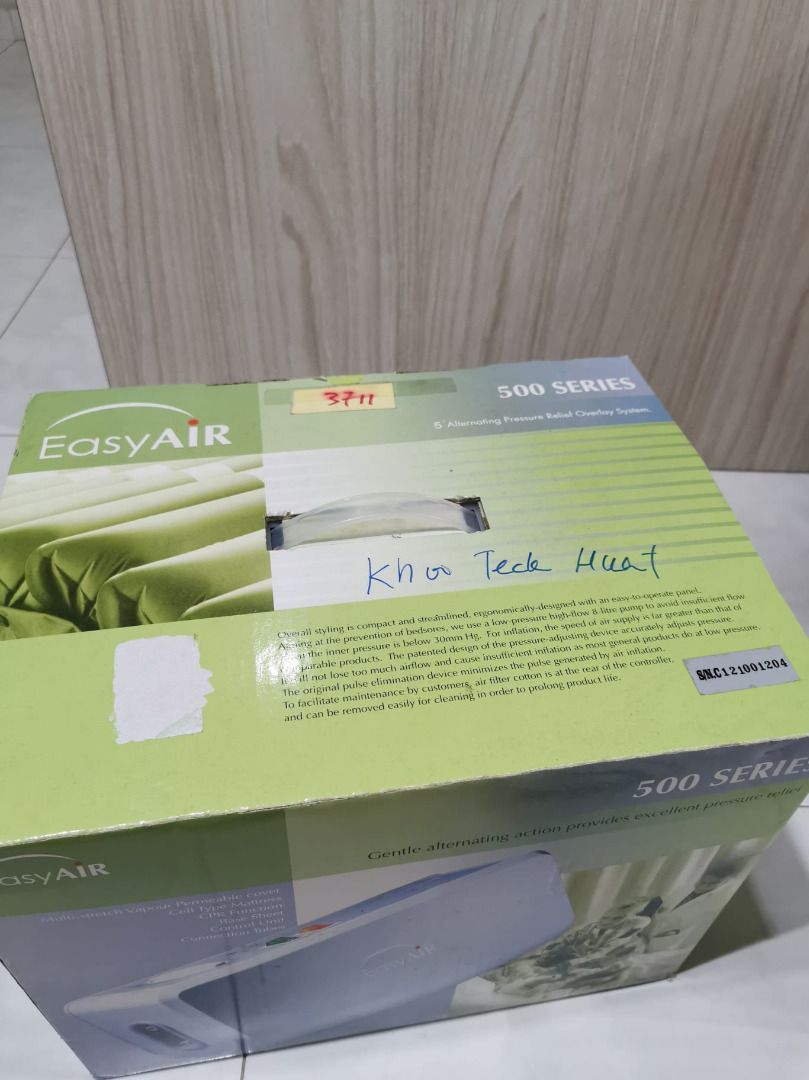 3711
500 SERIES
EasyAIR
5" Alternating Pressure Relief Overlay System.
Khoo Teck Huat
Overall styling is compact and streamlined, ergonomically-designed with an easy-to-operate panel.
Aiming at the prevention of bedsores, we use a low-pressure high-flow 8 litre pump to avoid insufficient flow
the inner pressure is below 30mm Hg. For inflation, the speed of air supply is far greater than that of
products. The patented design of the pressure-adjusting device accurately adjusts pressure.
will not lose too much airflow and cause insufficient inflation as most general products do at low pressure.
The original pulse elimination device minimizes the pulse generated by air inflation.
To facilitate maintenance by customers, air filter cotton is at the rear of the controller,
and can be removed easily for cleaning in order to prolong product life.
S/N.C121001204
500 SERIES
Gentle alternating action provides excellent pressure relief
asyAIR
Multi-stretch Vapour Permeable Cover
Cell Type Mattress
CPR Function
Base Sheet
Control Unit
Connection Tubes
EasyAIR